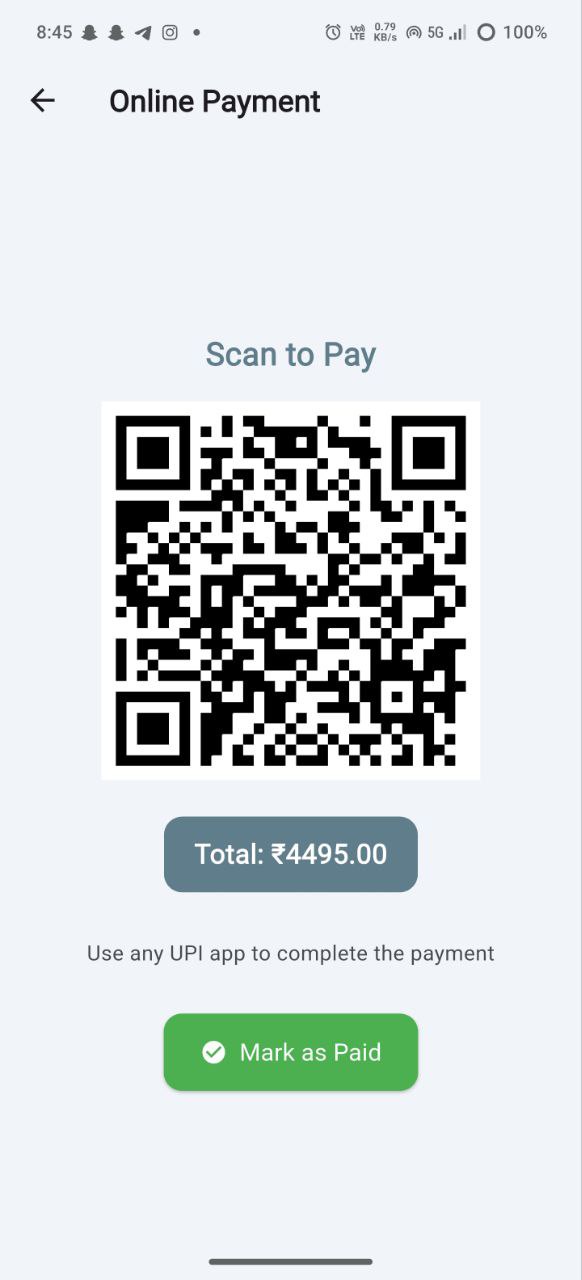 8:45
Vo)) LTE 0.79 KB/s 5G 100%
Online Payment
Scan to Pay
Total: ₹4495.00
Use any UPI app to complete the payment
Mark as Paid